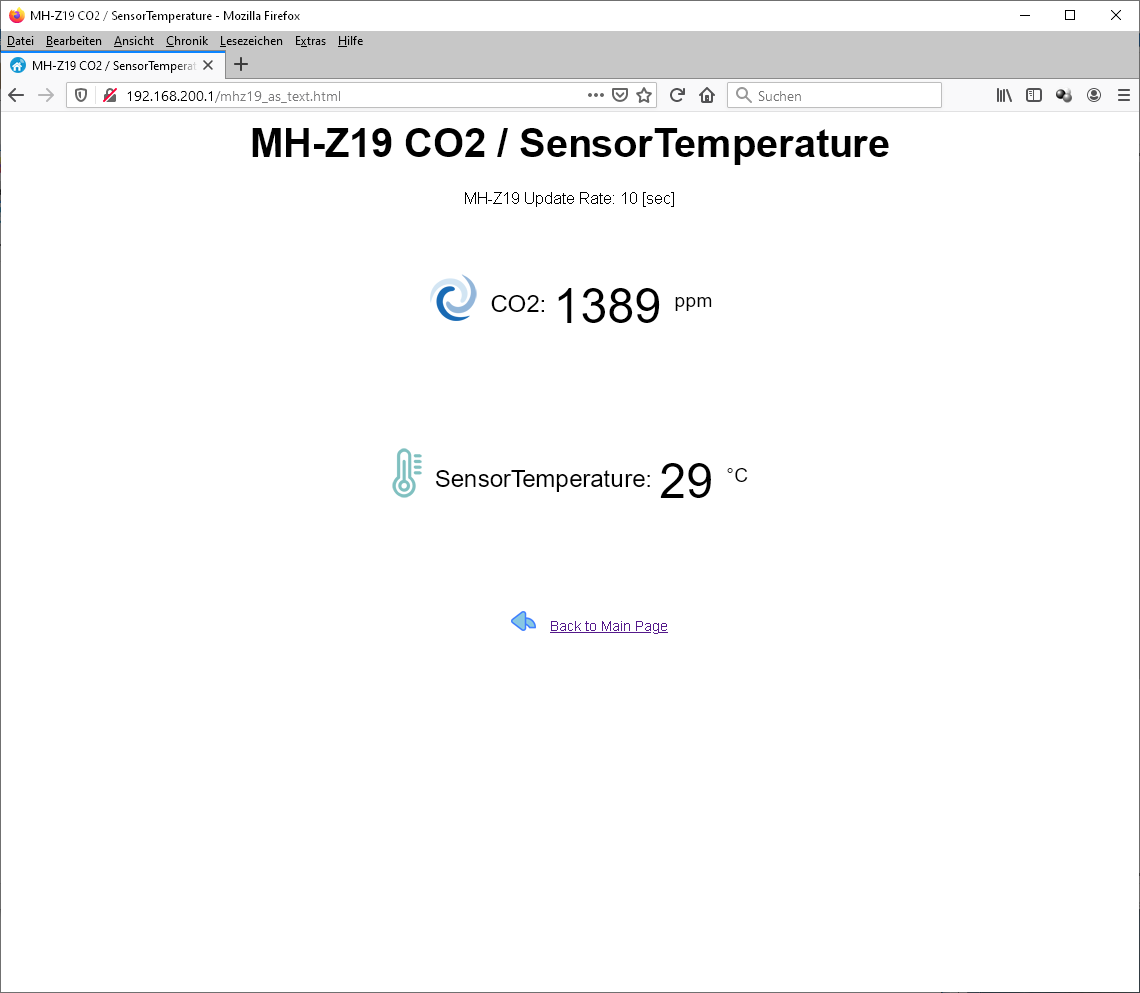 MH-Z19 CO2 / SensorTemperature - Mozilla Firefox
Datei Bearbeiten Ansicht Chronik Lesezeichen Extras Hilfe
MH-Z19 CO2 / SensorTemperat
192.168.200.1/mhz19_as_text.html
Suchen
MH-Z19 CO2 / SensorTemperature
MH-Z19 Update Rate: 10 [sec]
CO2: 1389 ppm
SensorTemperature: 29 °C
Back to Main Page